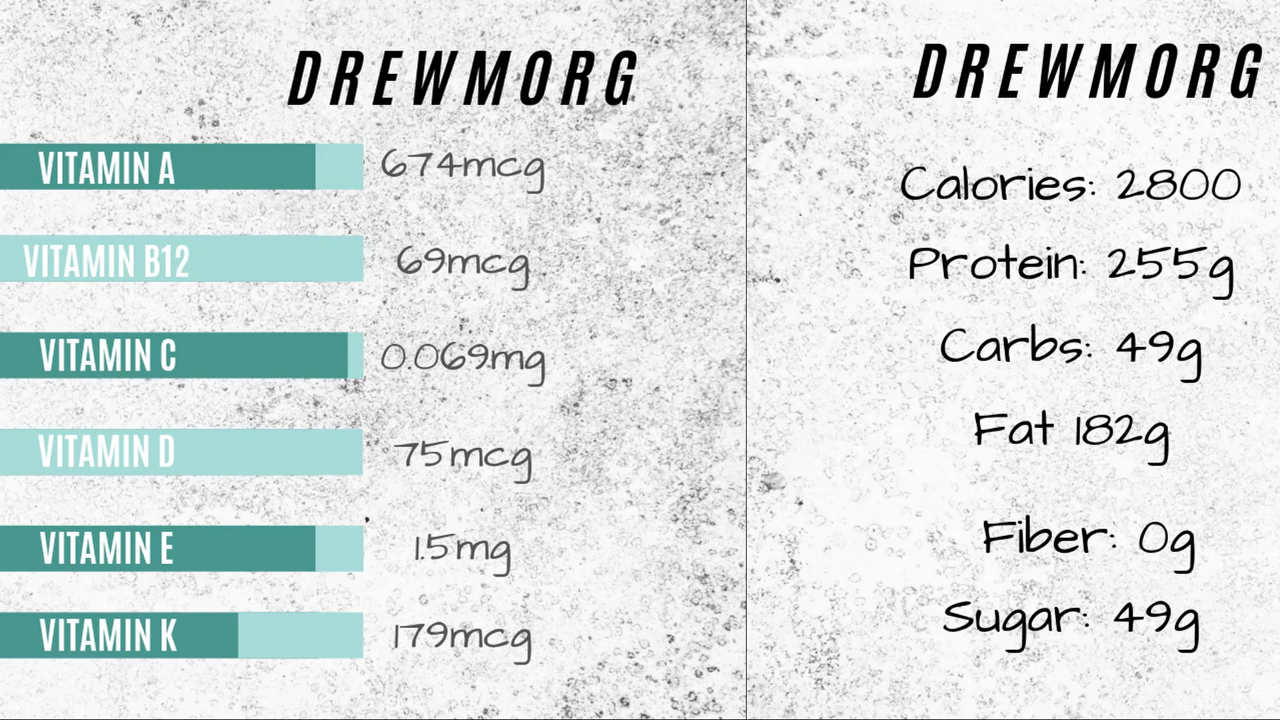 DREWMORG
VITAMIN A 674mcg
VITAMIN B12 69mcg
VITAMIN C 0.069mg
VITAMIN D 75mcg
VITAMIN E 1.5mg
VITAMIN K 179mcg
DREWMORG
Calories: 2800
Protein: 255g
Carbs: 49g
Fat 182g
Fiber: 0g
Sugar: 49g